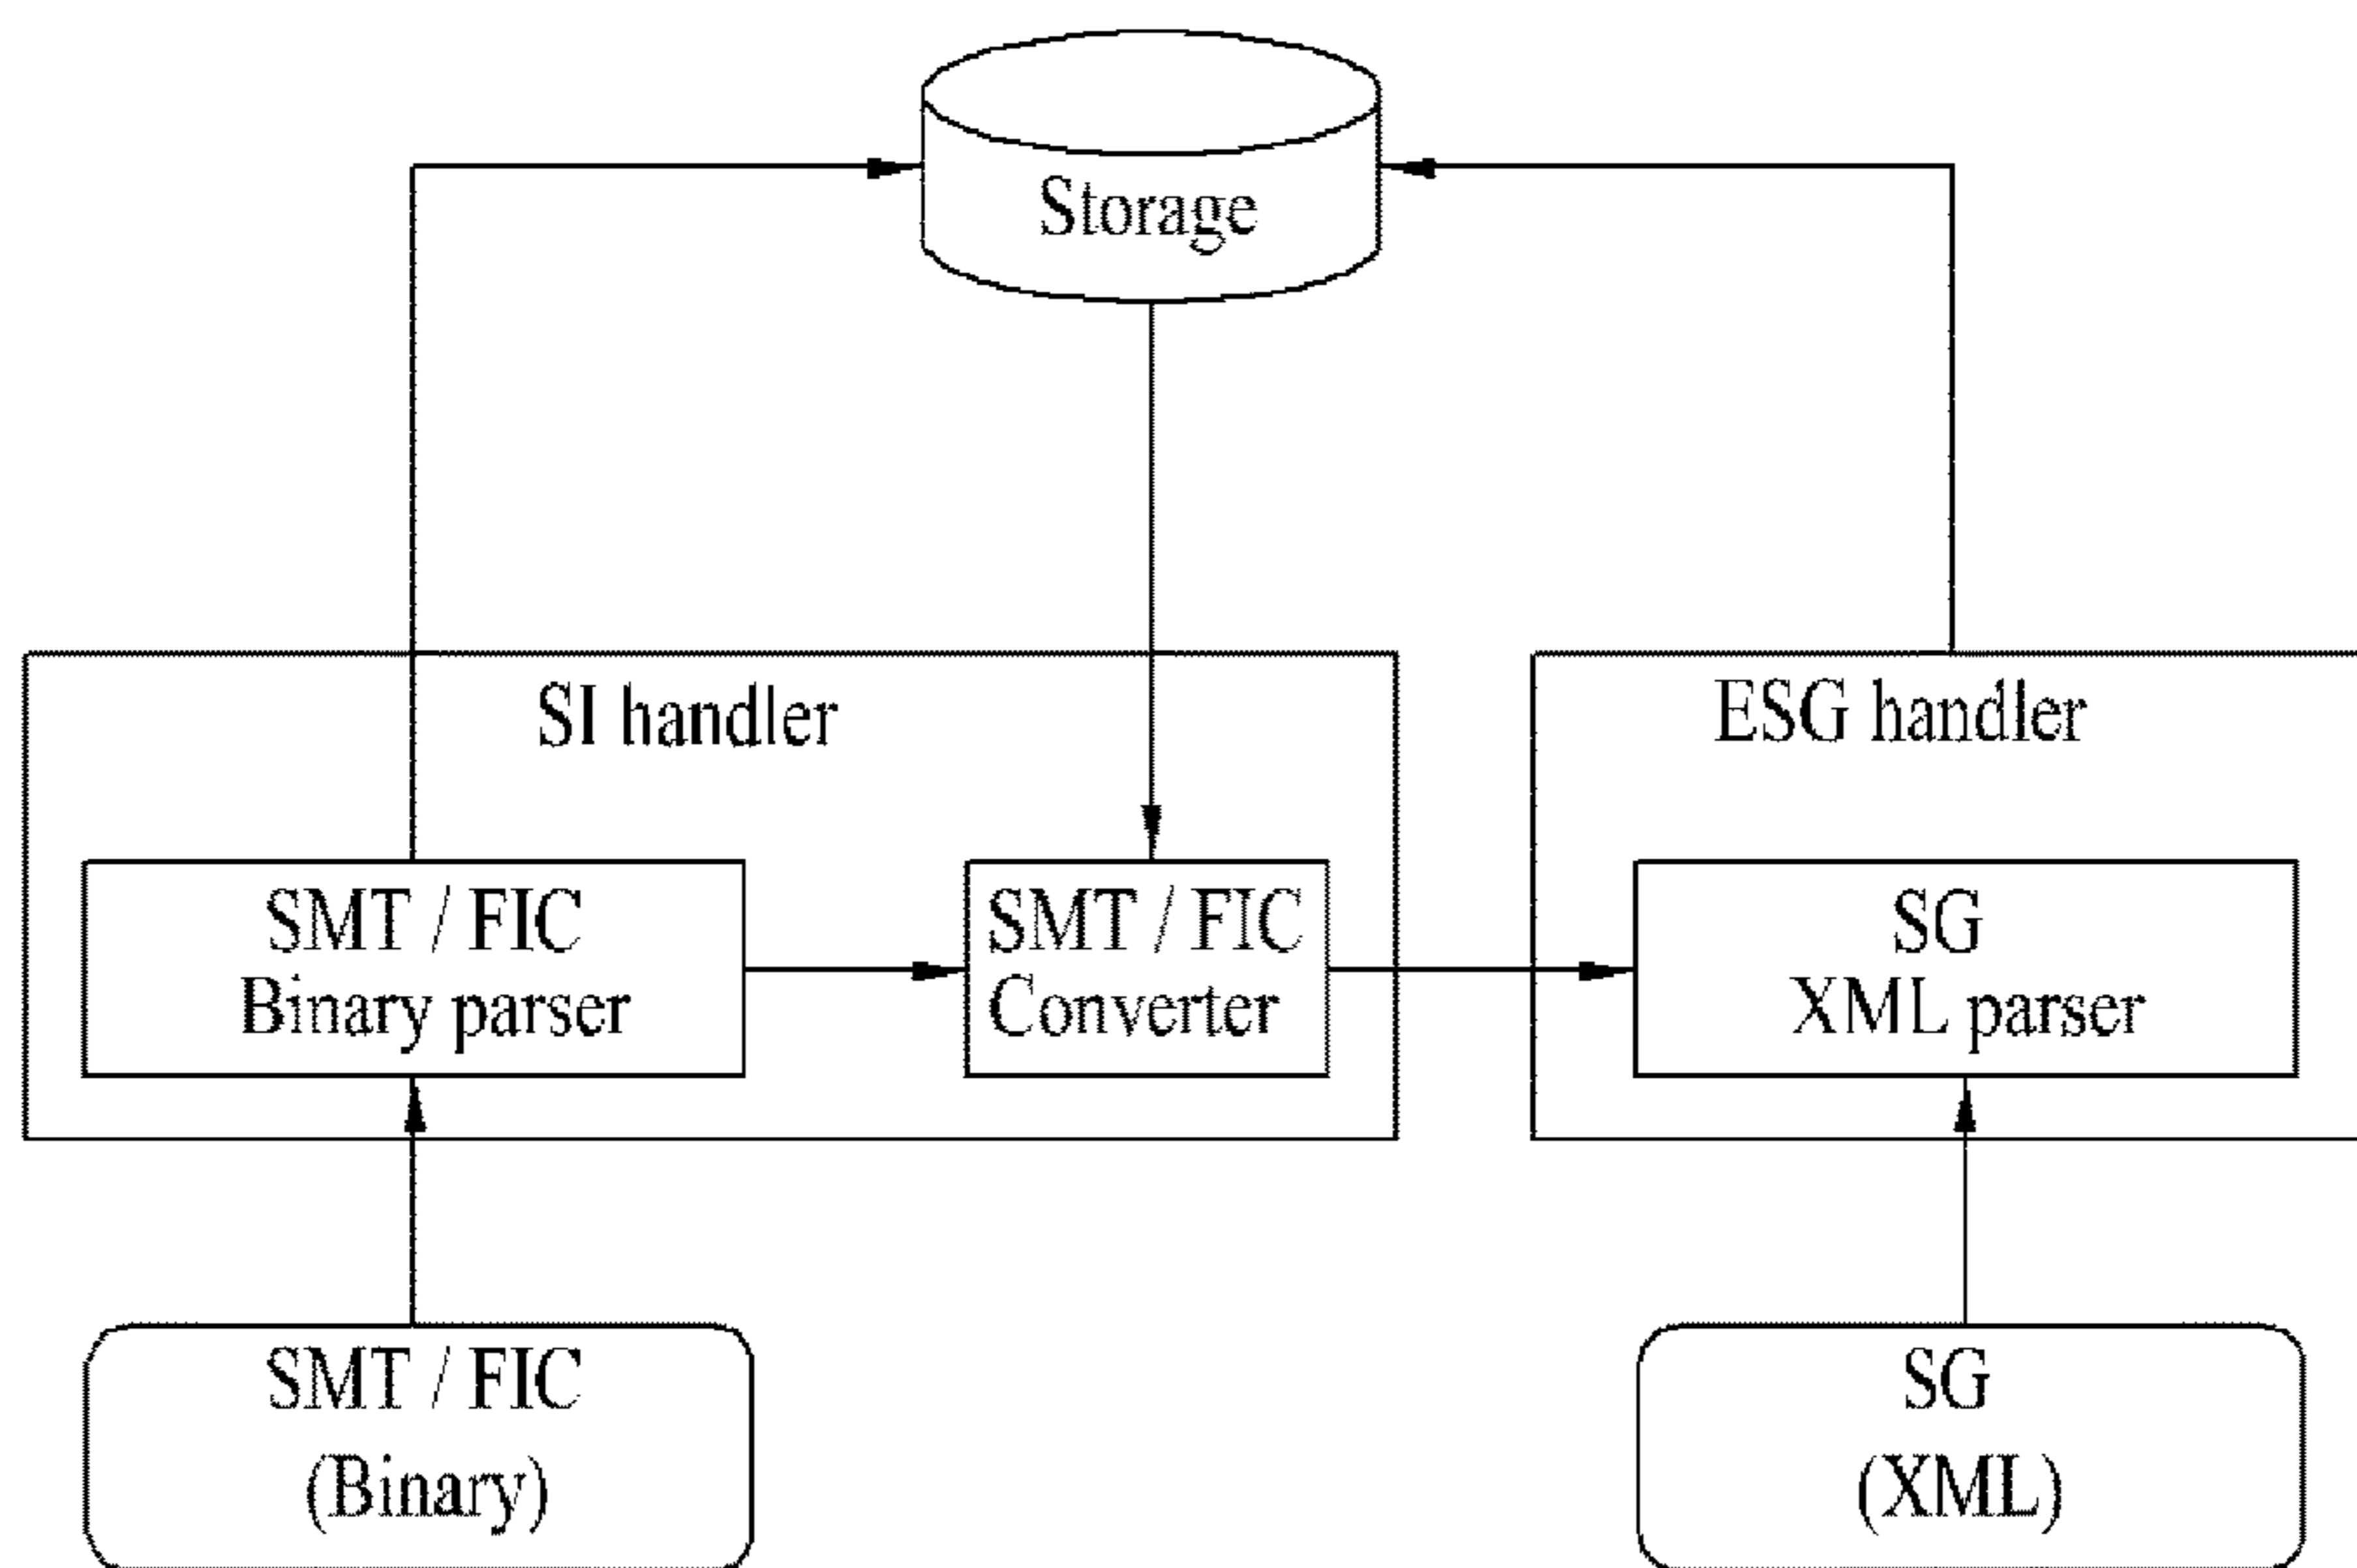 Storage
SI handler
ESG handler
SMT / FIC
Binary parser
SMT / FIC
Converter
SG
XML parser
SMT / FIC
(Binary)
SG
(XML)